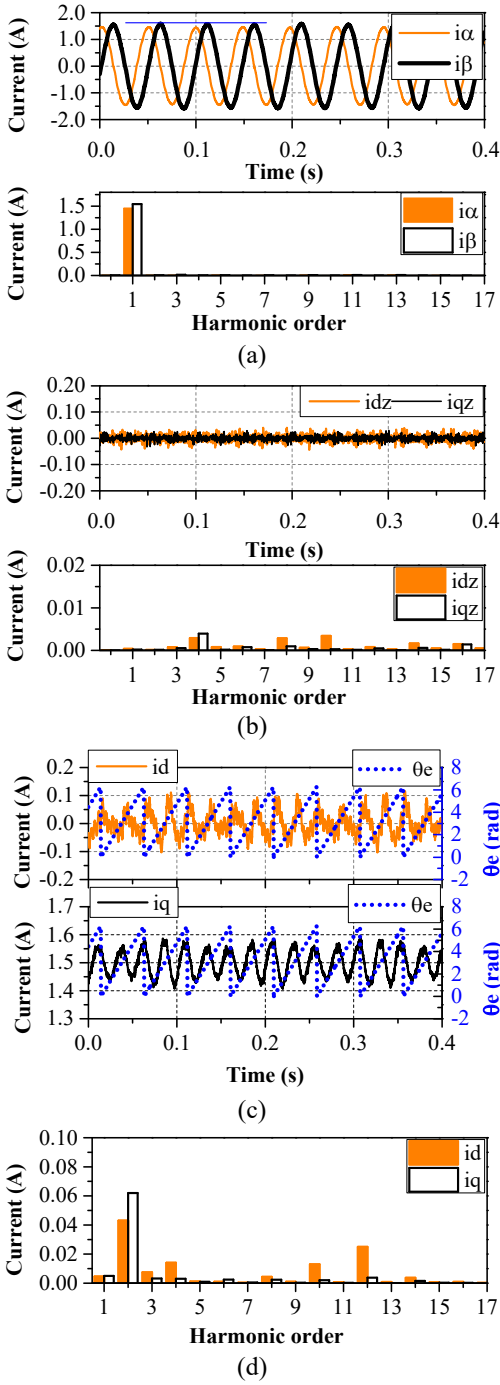 Current (A)
2.0
1.0
0.0
-1.0
-2.0
iα
iβ
0.0 0.1 0.2 0.3 0.4
Time (s)
Current (A)
1.5
1.0
0.5
0.0
iα
iβ
1 3 5 7 9 11 13 15 17
Harmonic order
(a)
Current (A)
0.20
0.10
0.00
-0.10
-0.20
idz iqz
0.0 0.1 0.2 0.3 0.4
Time (s)
Current (A)
0.02
0.01
0.00
idz
iqz
1 3 5 7 9 11 13 15 17
Harmonic order
(b)
Current (A)
0.2
0.1
0.0
-0.1
-0.2
id
θe
8
6
4
2
0
-2
θe (rad)
Current (A)
1.7
1.6
1.5
1.4
1.3
iq
θe
8
6
4
2
0
-2
θe (rad)
0.0 0.1 0.2 0.3 0.4
Time (s)
(c)
Current (A)
0.10
0.08
0.06
0.04
0.02
0.00
id
iq
1 3 5 7 9 11 13 15 17
Harmonic order
(d)